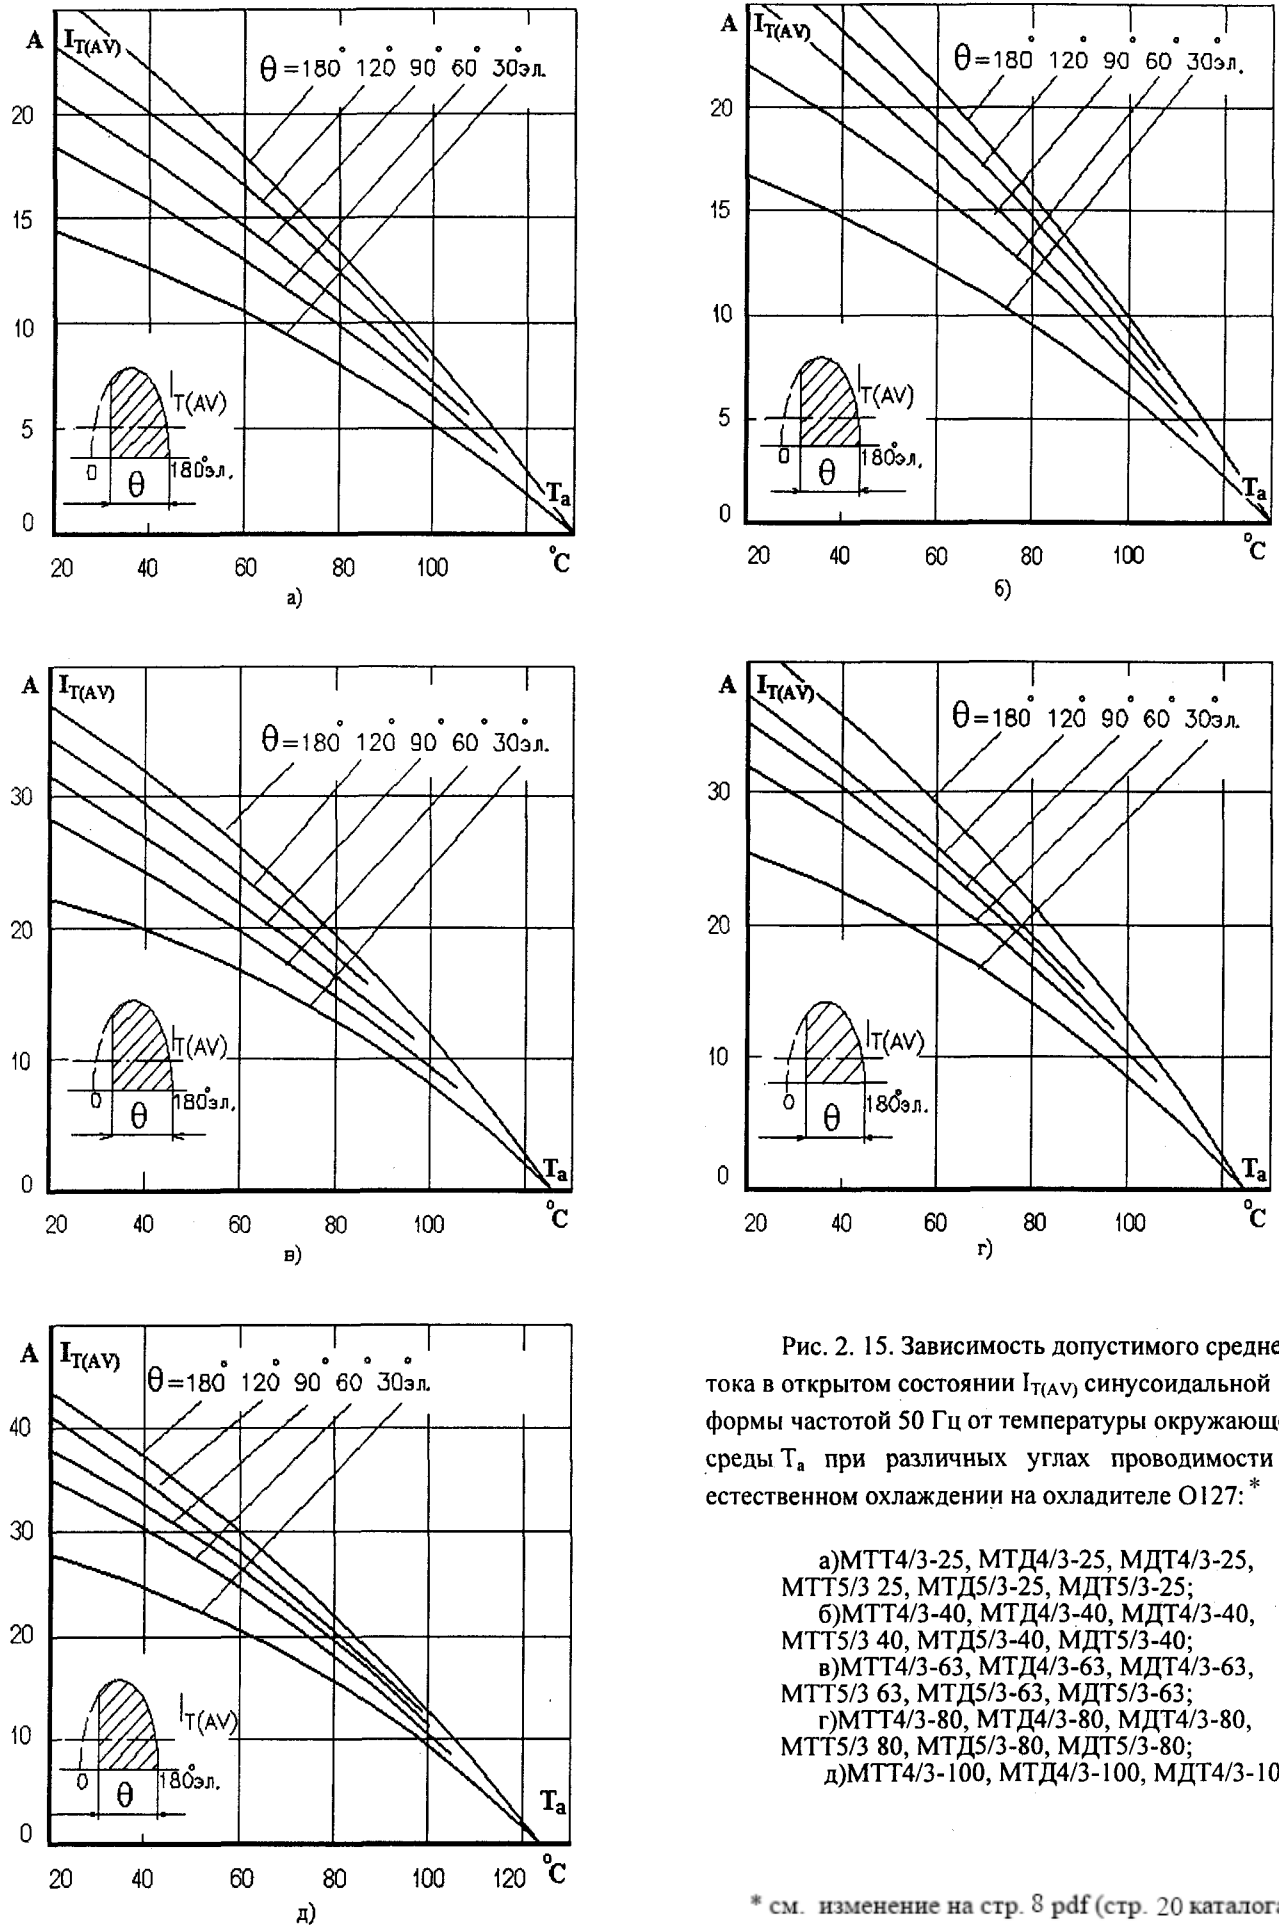 A I_T(AV)
θ=180° 120° 90° 60° 30°эл.
20
15
10
5
0
I_T(AV)
0 180°эл.
θ
T_a
20 40 60 80 100 °C
а)
A I_T(AV)
θ=180° 120° 90° 60° 30°эл.
20
15
10
5
0
I_T(AV)
0 180°эл.
θ
T_a
20 40 60 80 100 °C
б)
A I_T(AV)
θ=180° 120° 90° 60° 30°эл.
30
20
10
0
I_T(AV)
0 180°эл.
θ
T_a
20 40 60 80 100 °C
в)
A I_T(AV)
θ=180° 120° 90° 60° 30°эл.
30
20
10
0
I_T(AV)
0 180°эл.
θ
T_a
20 40 60 80 100 °C
г)
A I_T(AV)
θ=180° 120° 90° 60° 30°эл.
40
30
20
10
0
I_T(AV)
0 180°эл.
θ
T_a
20 40 60 80 100 120 °C
д)
Рис. 2. 15. Зависимость допустимого средне
тока в открытом состоянии I_T(AV) синусоидальной
формы частотой 50 Гц от температуры окружающ
среды T_a при различных углах проводимости
естественном охлаждении на охладителе О127: *
а)МТТ4/3-25, МТД4/3-25, МДТ4/3-25,
МТТ5/3 25, МТД5/3-25, МДТ5/3-25;
б)МТТ4/3-40, МТД4/3-40, МДТ4/3-40,
МТТ5/3 40, МТД5/3-40, МДТ5/3-40;
в)МТТ4/3-63, МТД4/3-63, МДТ4/3-63,
МТТ5/3 63, МТД5/3-63, МДТ5/3-63;
г)МТТ4/3-80, МТД4/3-80, МДТ4/3-80,
МТТ5/3 80, МТД5/3-80, МДТ5/3-80;
д)МТТ4/3-100, МТД4/3-100, МДТ4/3-10
* см. изменение на стр. 8 pdf (стр. 20 каталога